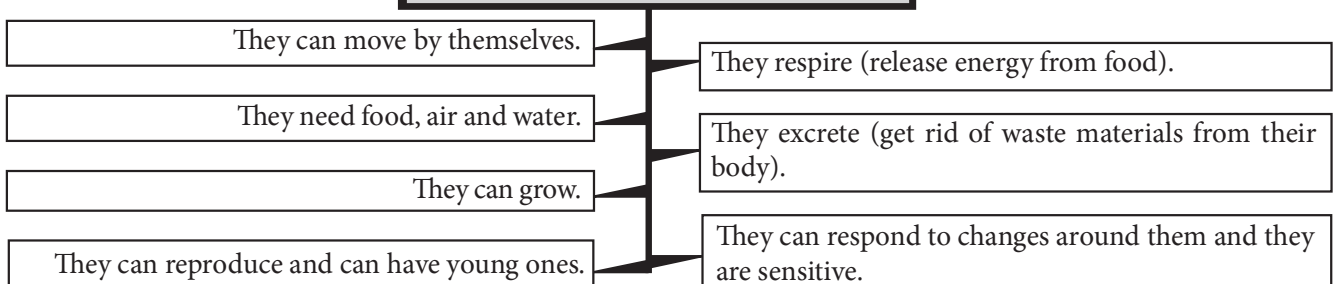 They can move by themselves.
They respire (release energy from food).
They need food, air and water.
They excrete (get rid of waste materials from their
body).
They can grow.
They can respond to changes around them and they
are sensitive.
They can reproduce and can have young ones.